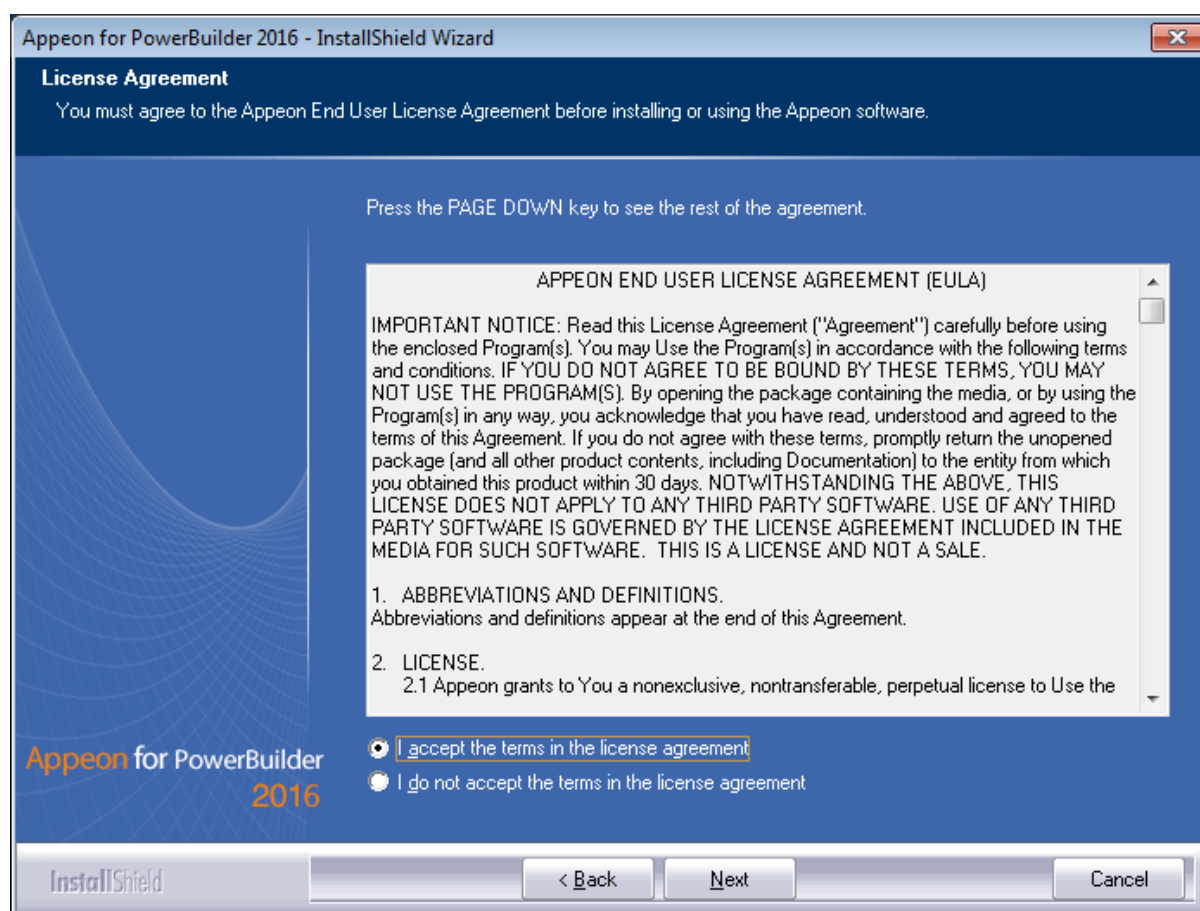 Appeon for PowerBuilder 2016 - InstallShield Wizard
License Agreement
You must agree to the Appeon End User License Agreement before installing or using the Appeon software.
Press the PAGE DOWN key to see the rest of the agreement.
APPEON END USER LICENSE AGREEMENT (EULA)
IMPORTANT NOTICE: Read this License Agreement ("Agreement") carefully before using
the enclosed Program(s). You may Use the Program(s) in accordance with the following terms
and conditions. IF YOU DO NOT AGREE TO BE BOUND BY THESE TERMS, YOU MAY
NOT USE THE PROGRAM(S). By opening the package containing the media, or by using the
Program(s) in any way, you acknowledge that you have read, understood and agreed to the
terms of this Agreement. If you do not agree with these terms, promptly return the unopened
package (and all other product contents, including Documentation) to the entity from which
you obtained this product within 30 days. NOTWITHSTANDING THE ABOVE, THIS
LICENSE DOES NOT APPLY TO ANY THIRD PARTY SOFTWARE. USE OF ANY THIRD
PARTY SOFTWARE IS GOVERNED BY THE LICENSE AGREEMENT INCLUDED IN THE
MEDIA FOR SUCH SOFTWARE.  THIS IS A LICENSE AND NOT A SALE.
1.  ABBREVIATIONS AND DEFINITIONS.
Abbreviations and definitions appear at the end of this Agreement.
2.  LICENSE.
2.1 Appeon grants to You a nonexclusive, nontransferable, perpetual license to Use the
I accept the terms in the license agreement
I do not accept the terms in the license agreement
Appeon for PowerBuilder
2016
InstallShield
< Back
Next
Cancel